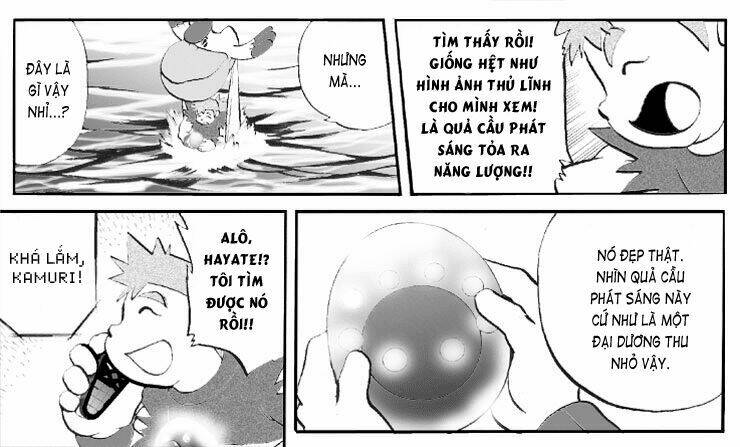 TÌM THẤY RỒI!
GIỐNG HỆT NHƯ
HÌNH ẢNH THỦ LĨNH
CHO MÌNH XEM!
LÀ QUẢ CẦU PHÁT
SÁNG TỎA RA
NĂNG LƯỢNG!!
NHƯNG
MÀ...
ĐÂY LÀ
GÌ VẬY
NHỈ...?
NÓ ĐẸP THẬT.
NHÌN QUẢ CẦU
PHÁT SÁNG NÀY
CỨ NHƯ LÀ MỘT
ĐẠI DƯƠNG THU
NHỎ VẬY.
ALÔ,
HAYATE!?
TÔI TÌM
ĐƯỢC NÓ
RỒI!!
KHÁ LẮM,
KAMURI!